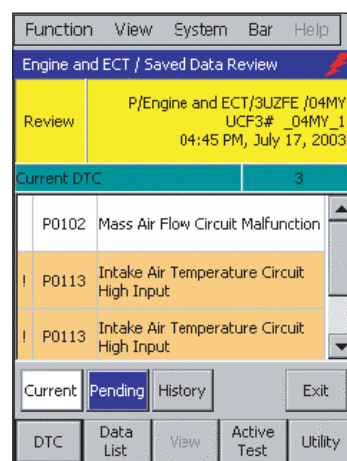 Function View System Bar Help
Engine and ECT / Saved Data Review
Review
P/Engine and ECT/3UZFE /04MY
UCF3# _04MY_1
04:45 PM, July 17, 2003
Current DTC 3
P0102 Mass Air Flow Circuit Malfunction
! P0113 Intake Air Temperature Circuit
High Input
! P0113 Intake Air Temperature Circuit
High Input
Current Pending History Exit
DTC Data List View Active Test Utility